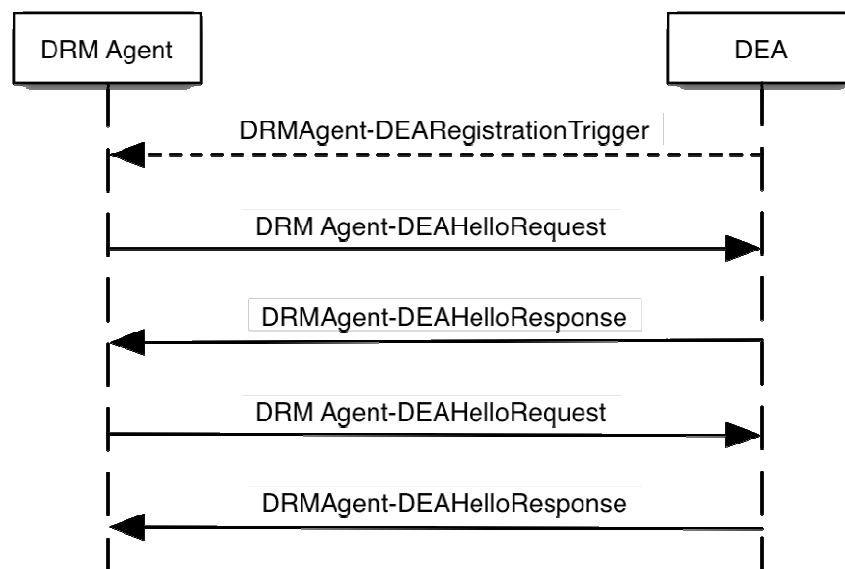 DRM Agent
DEA
DRMAgent-DEARegistrationTrigger
DRM Agent-DEAHelloRequest
DRMAgent-DEAHelloResponse
DRM Agent-DEAHelloRequest
DRMAgent-DEAHelloResponse